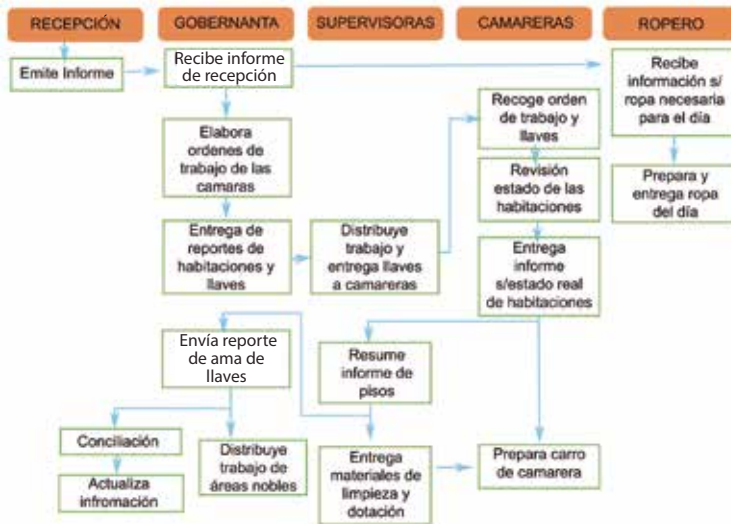 RECEPCIÓN
GOBERNANTA
SUPERVISORAS
CAMARERAS
ROPERO
Emite Informe
Recibe informe
de recepción
Recibe
información s/
ropa necesaria
para el día
Recoge orden
de trabajo y
llaves
Elabora
ordenes de
trabajo de las
camaras
Revisión
estado de las
habitaciones
Prepara y
entrega ropa
del día
Entrega de
reportes de
habitaciones y
llaves
Distribuye
trabajo y
entrega llaves
a camareras
Entrega
informe
s/estado real
de habitaciones
Envía reporte
de ama de
llaves
Resume
informe de
pisos
Conciliación
Distribuye
trabajo de
áreas nobles
Entrega
materiales de
limpieza y
dotación
Prepara carro
de camarera
Actualiza
infromación